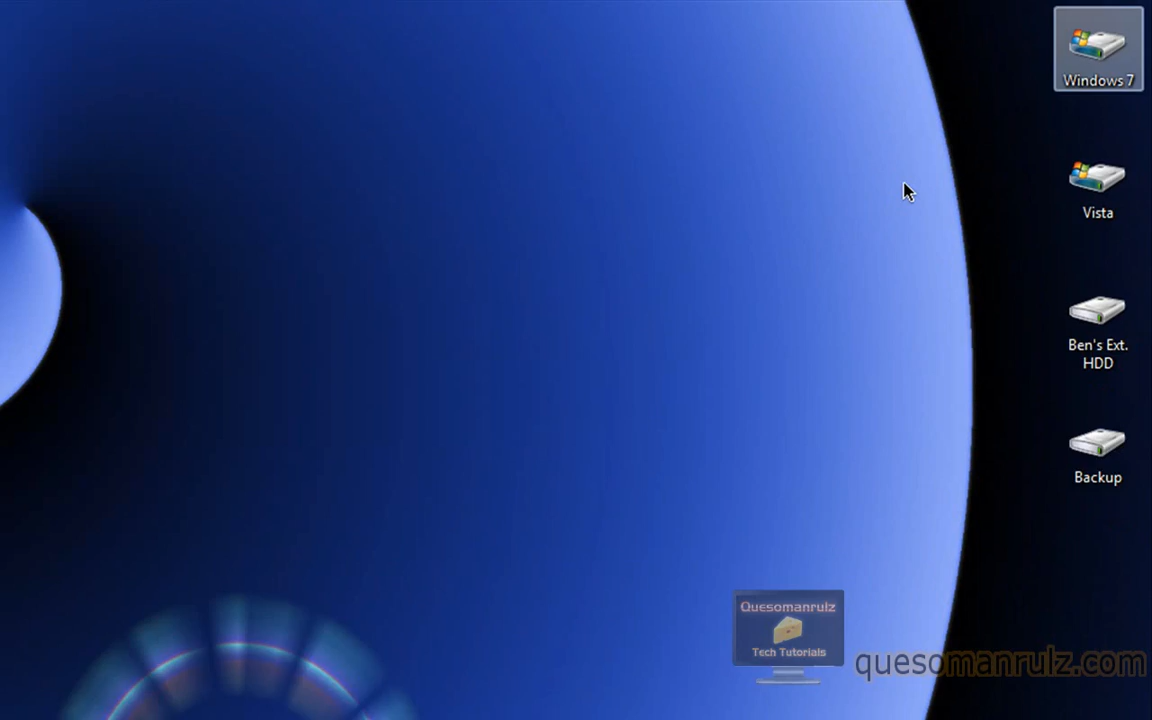 Windows 7
Vista
Ben's Ext.
HDD
Backup
Quesomanrulz
Tech Tutorials
quesomanrulz.com